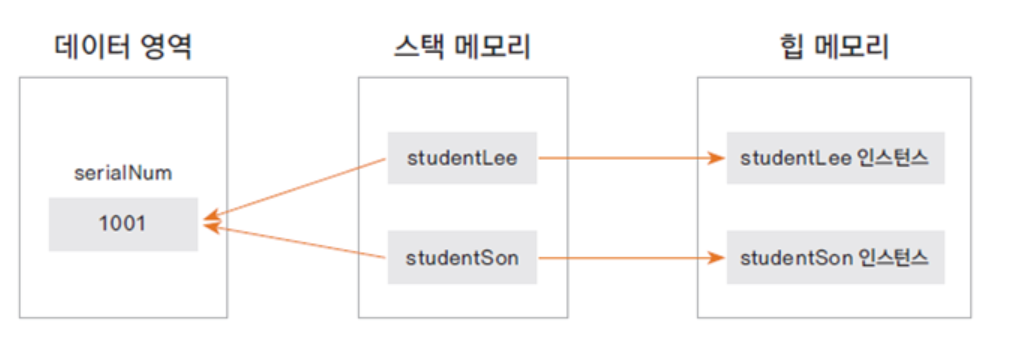 데이터 영역
스택 메모리
힙 메모리
serialNum
1001
studentLee
studentSon
studentLee 인스턴스
studentSon 인스턴스